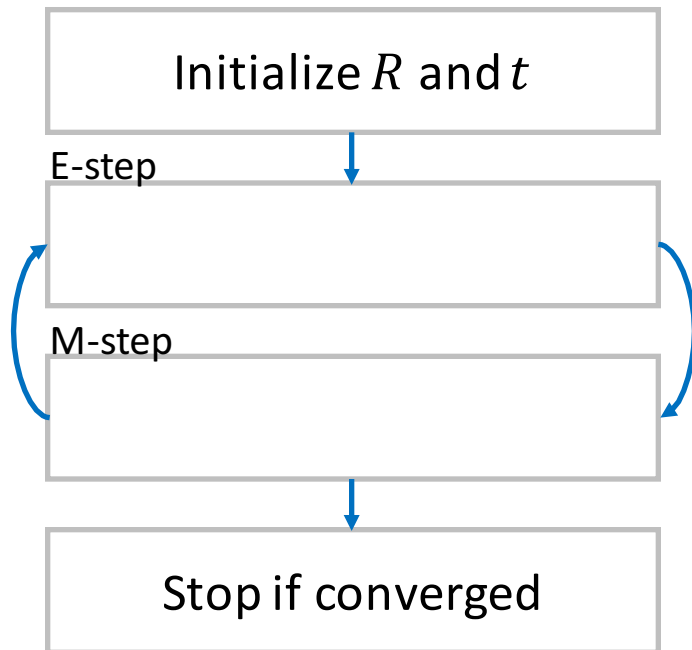 Initialize R and t
E-step
M-step
Stop if converged